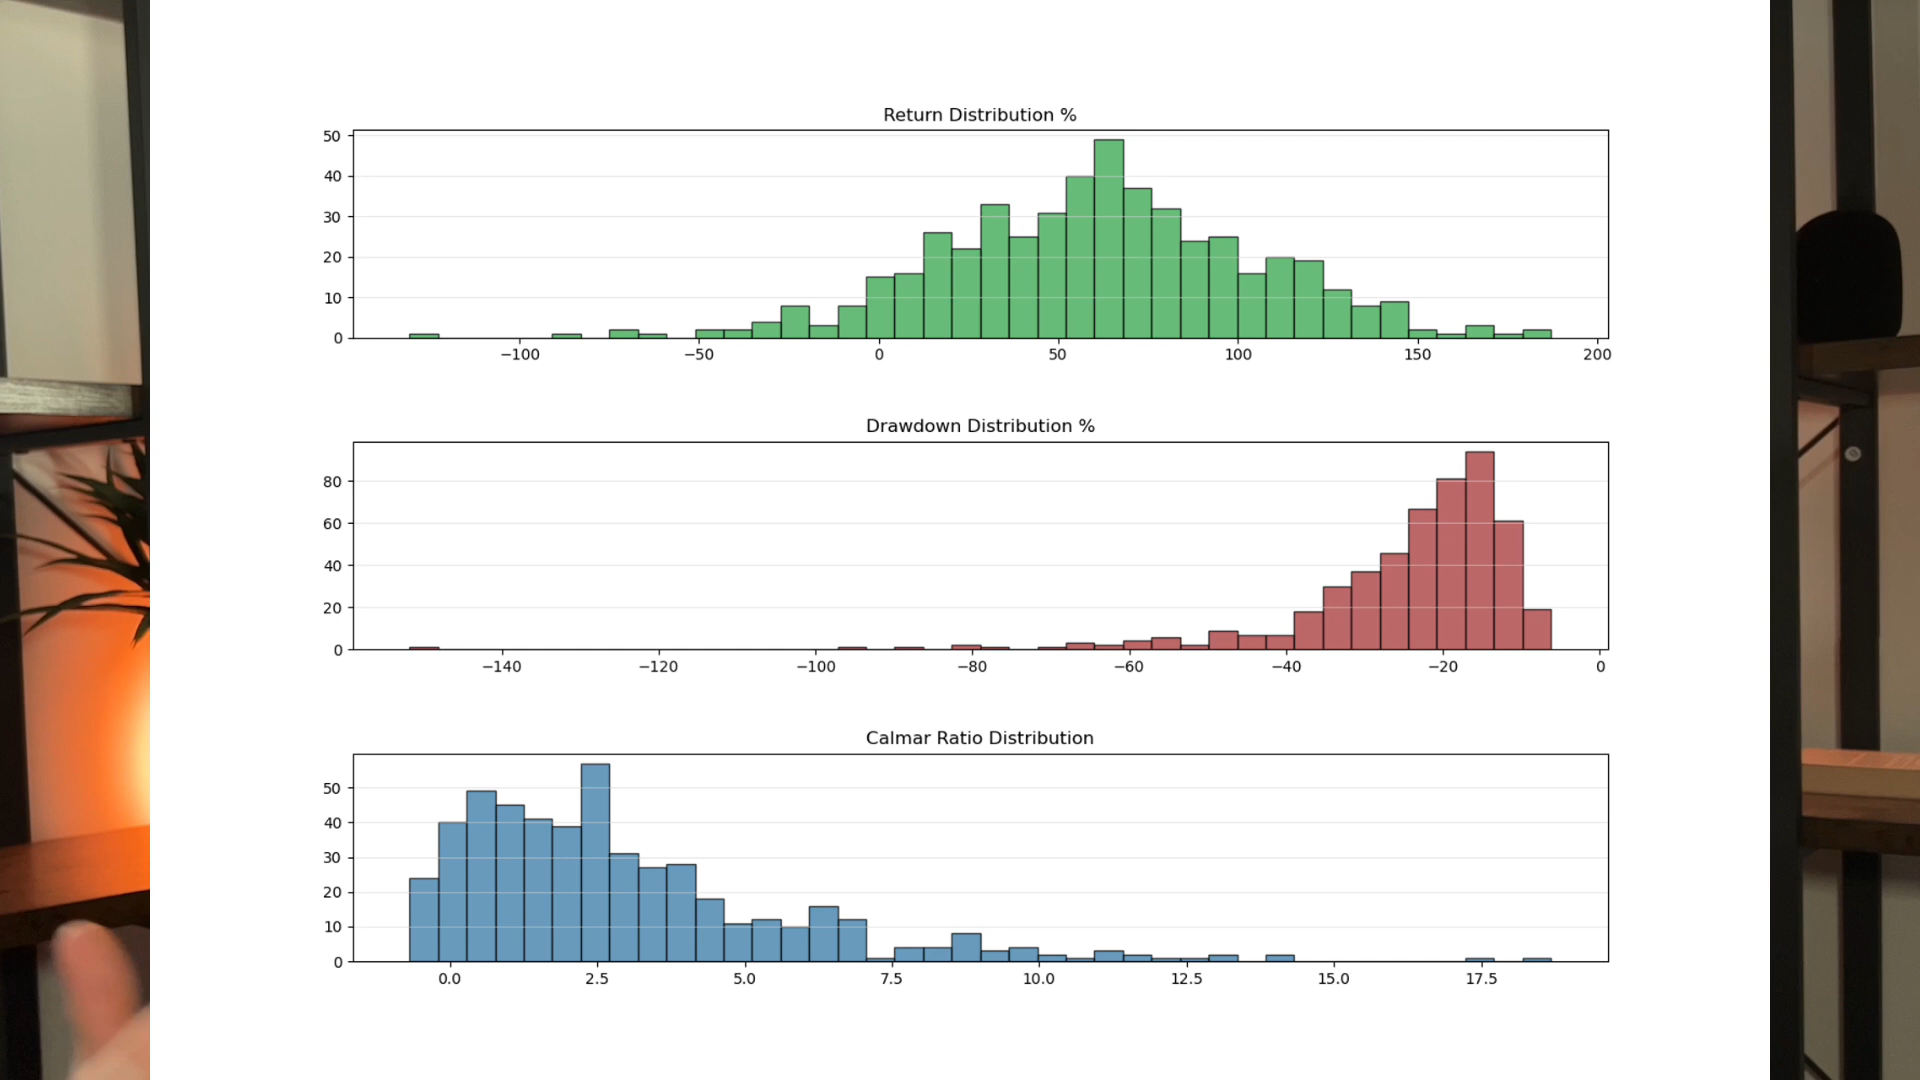 Return Distribution %
50
40
30
20
10
0
−100 −50 0 50 100 150 200
Drawdown Distribution %
80
60
40
20
0
−140 −120 −100 −80 −60 −40 −20 0
Calmar Ratio Distribution
50
40
30
20
10
0
0.0 2.5 5.0 7.5 10.0 12.5 15.0 17.5